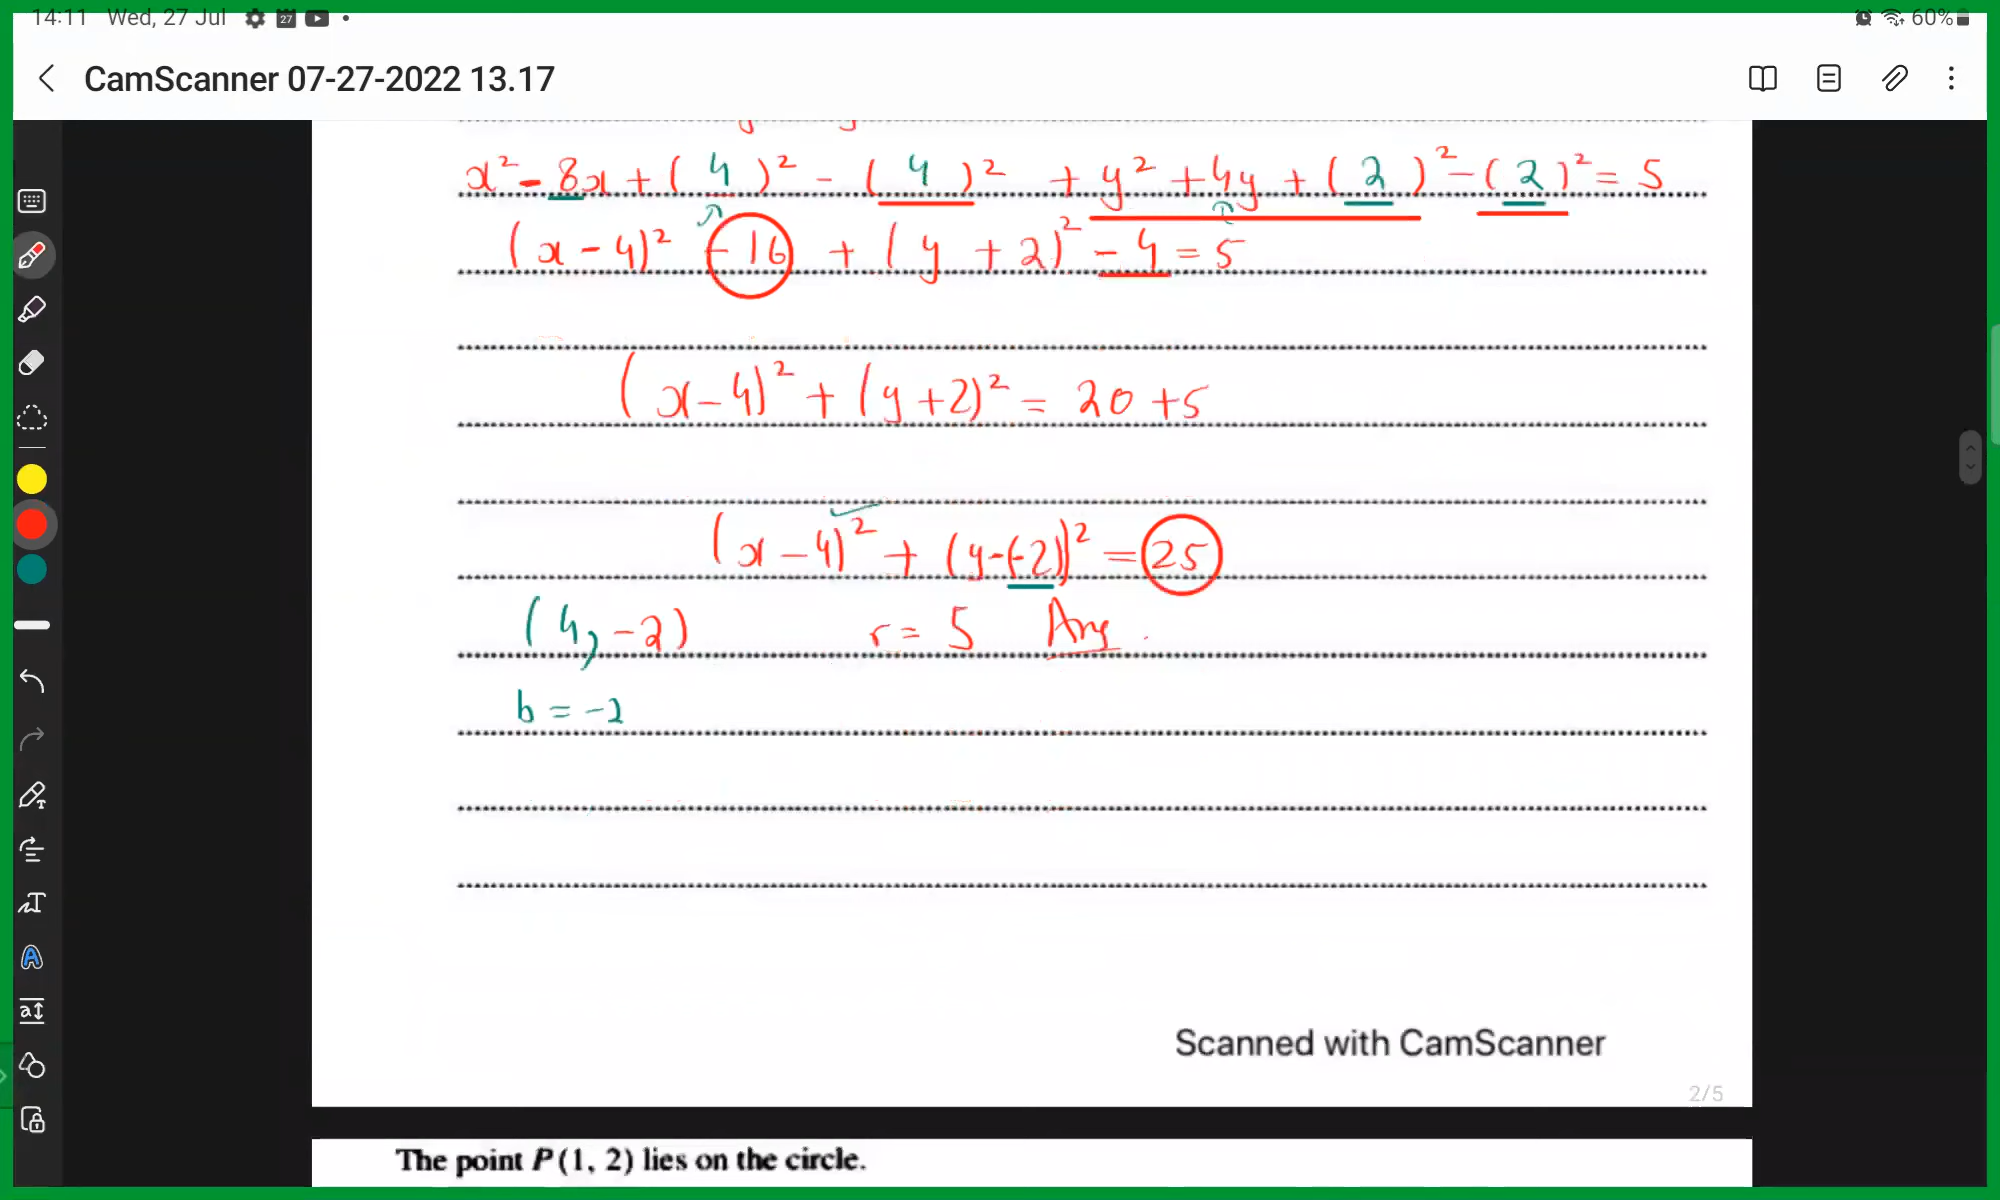 14:11 Wed, 27 Jul 27 60%
CamScanner 07-27-2022 13.17
x² - 8x + ( 4 )² - ( 4 )² + y² + 4y + ( 2 )² - ( 2 )² = 5
(x - 4)² - 16 + ( y + 2)² - 4 = 5
( x - 4)² + (y + 2)² = 20 + 5
(x - 4)² + (y - (-2))² = 25
(4, -2) r = 5 Ans.
b = -2
Scanned with CamScanner
2/5
The point P(1, 2) lies on the circle.